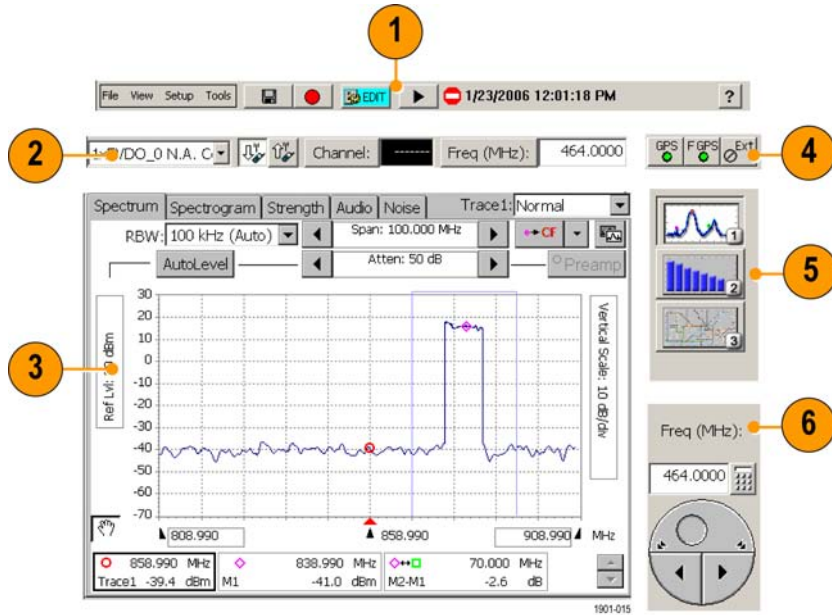 1
File View Setup Tools EDIT 1/23/2006 12:01:18 PM ?
2
N.A. Channel: ------- Freq (MHz): 464.0000
GPS F GPS Ext
4
Spectrum Spectrogram Strength Audio Noise Trace1: Normal
RBW: 100 kHz (Auto) Span: 100.000 MHz CF
AutoLevel Atten: 50 dB Preamp
1
2
3
5
3
Ref Lvl: dBm
30
20
10
0
-10
-20
-30
-40
-50
-60
-70
Vertical Scale: 10 dB/div
808.990 858.990 908.990 MHz
858.990 MHz 838.990 MHz 70.000 MHz
Trace1 -39.4 dBm M1 -41.0 dBm M2-M1 -2.6 dB
6
Freq (MHz):
464.0000
1901-015